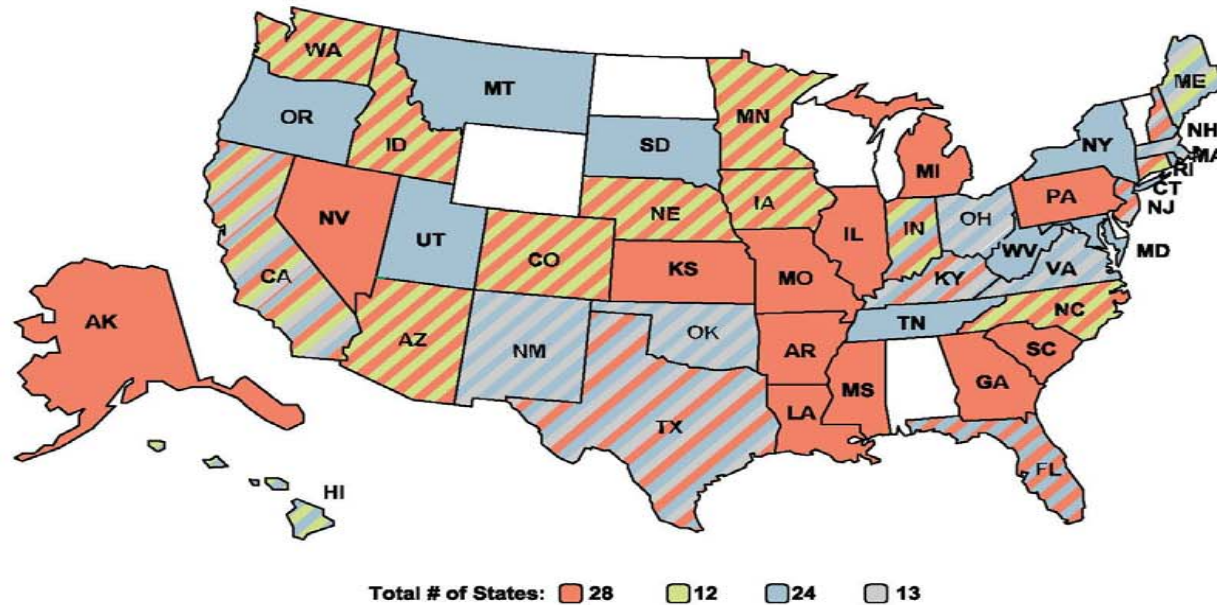 WA
ME
MT
MN
OR
NH
ID
SD
NY
MA
MI
RI
CT
PA
NJ
NE
IA
NV
OH
IL
IN
UT
MD
CO
WV
VA
CA
KS
MO
KY
NC
TN
AK
OK
AZ
NM
AR
SC
MS
GA
TX
LA
FL
HI
Total # of States: 28 12 24 13